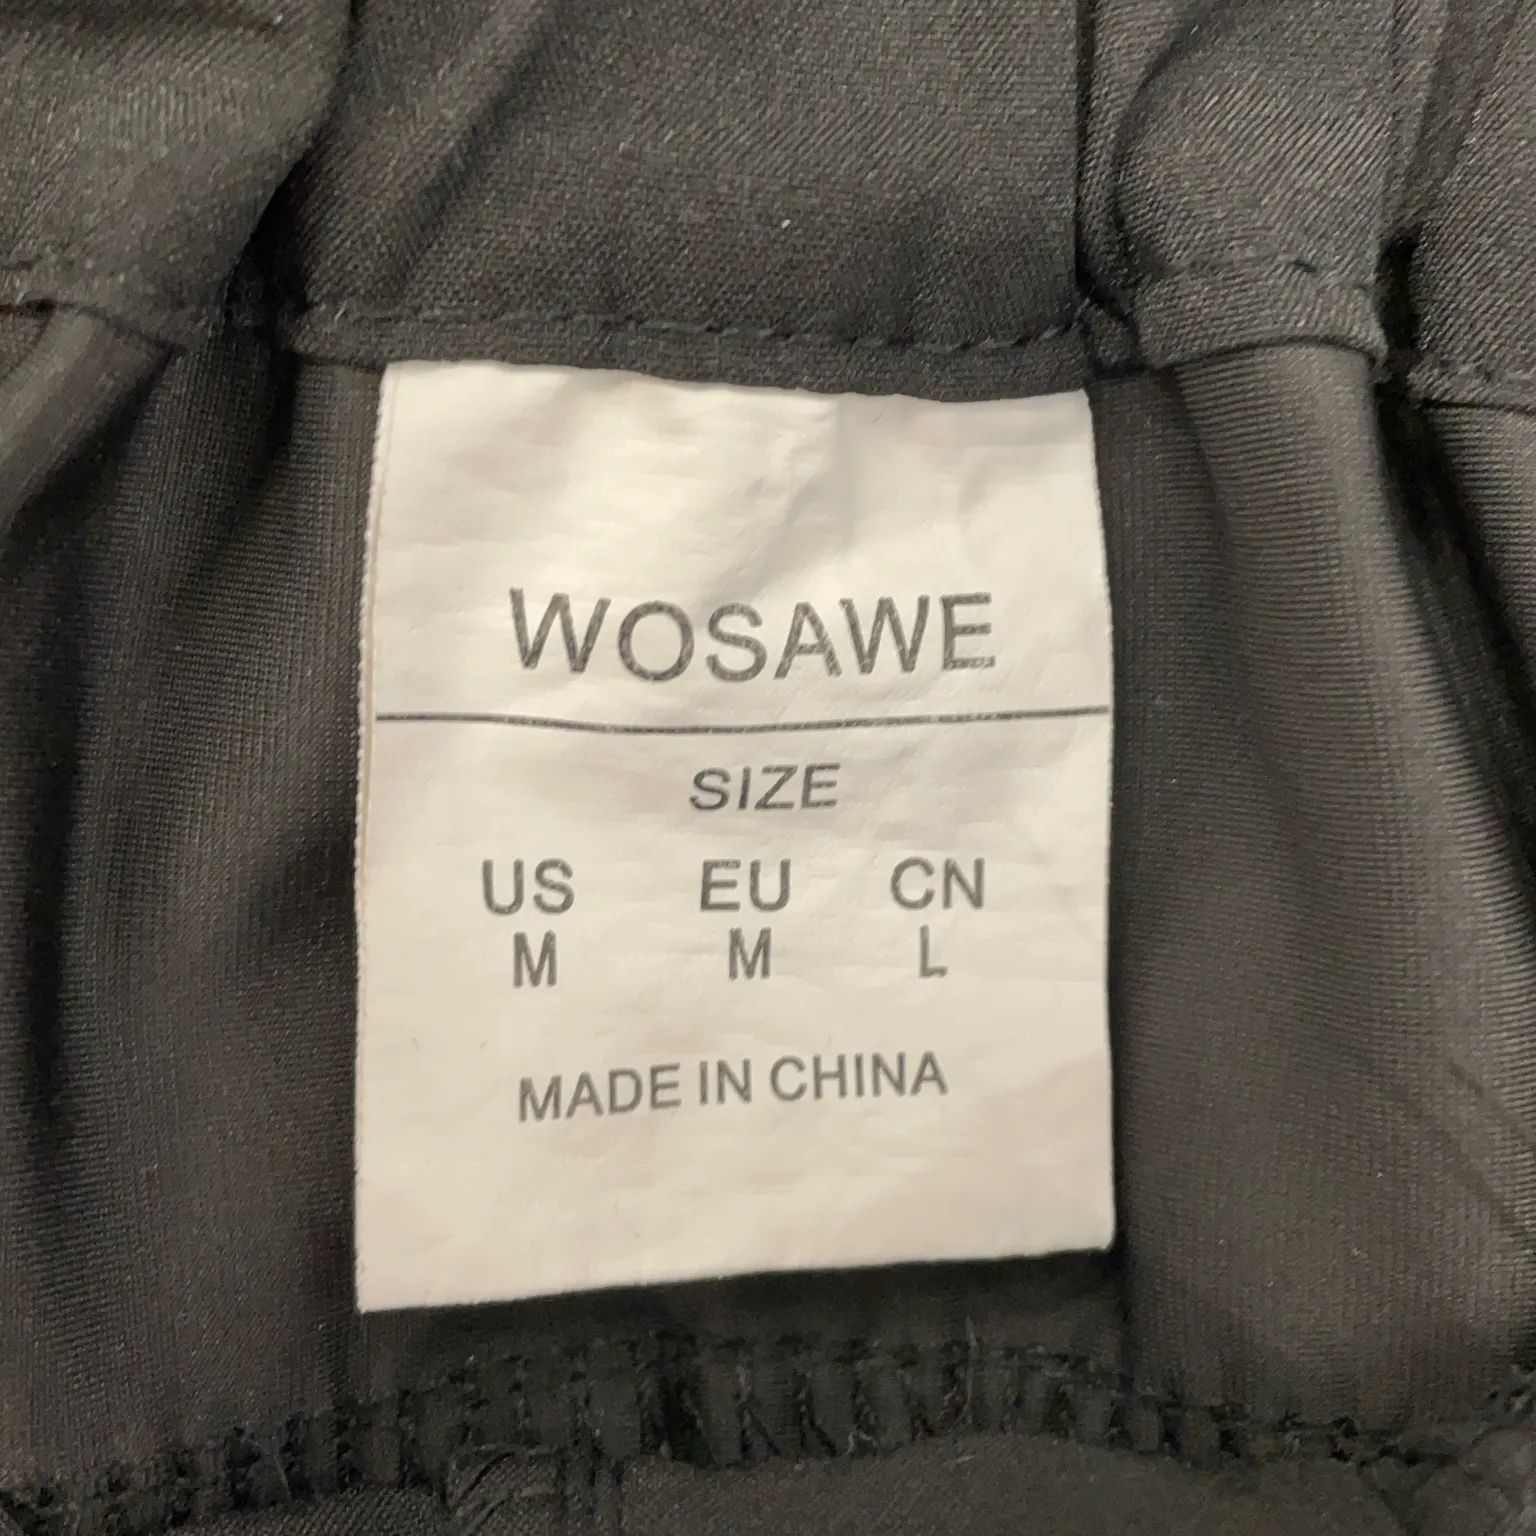 WOSAWE
SIZE
US EU CN
M M L
MADE IN CHINA